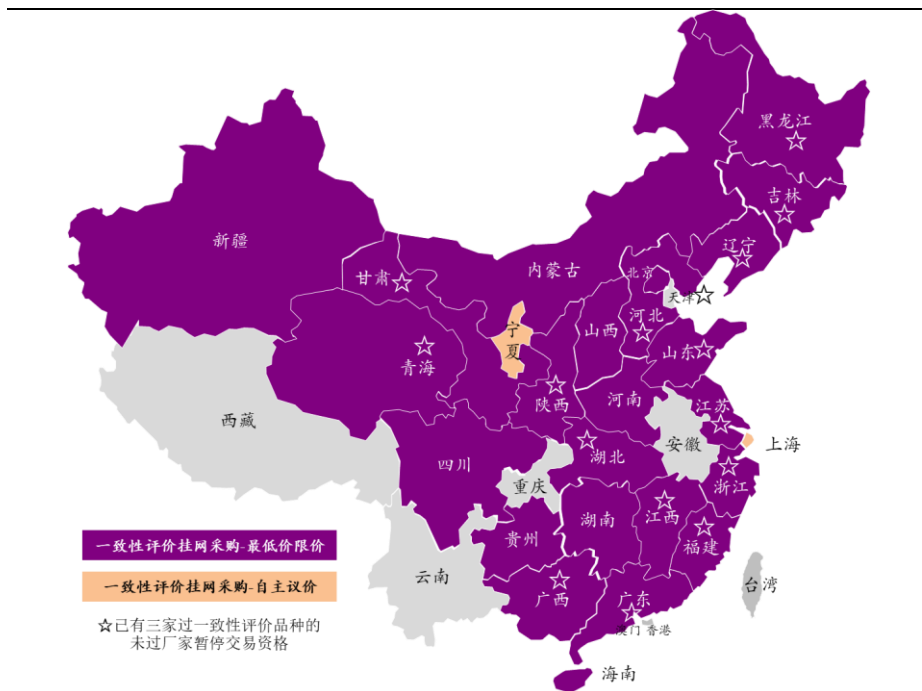 黑龙江
吉林
辽宁
新疆
内蒙古
北京
甘肃
天津
宁夏
山西
河北
山东
青海
陕西
河南
江苏
西藏
安徽
上海
湖北
四川
重庆
浙江
湖南
江西
贵州
福建
云南
广西
广东
台湾
澳门 香港
海南
一致性评价挂网采购-最低价限价
一致性评价挂网采购-自主议价
☆已有三家过一致性评价品种的
未过厂家暂停交易资格